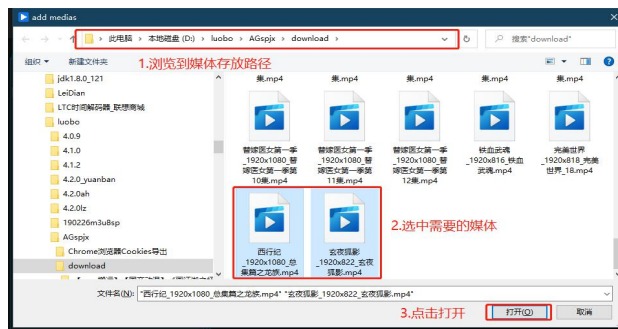 add medias
此电脑 › 本地磁盘 (D:) › luobo › AGspjx › download ›
搜索"download"
组织 新建文件夹
1.浏览到媒体存放路径
jdk1.8.0_121
LeiDian
LTC时间解码器_联想商城
luobo
4.0.9
4.1.0
4.1.2
4.2.0_yuanban
4.2.0ah
4.2.0lz
190226m3u8sp
AGspjx
Chrome浏览器Cookies导出
download
集.mp4
集.mp4
集.mp4
集.mp4
集.mp4
替嫁医女第一季
_1920x1080_替
嫁医女第一季第
10集.mp4
替嫁医女第一季
_1920x1080_替
嫁医女第一季第
11集.mp4
替嫁医女第一季
_1920x1080_替
嫁医女第一季第
12集.mp4
铁血武魂
_1920x816_铁血
武魂.mp4
完美世界
_1920x818_完美
世界_18.mp4
西行纪
_1920x1080_总
集篇之龙族.mp4
玄夜狐影
_1920x822_玄夜
狐影.mp4
2.选中需要的媒体
文件名(N): "西行纪_1920x1080_总集篇之龙族.mp4" "玄夜狐影_1920x822_玄夜狐影.mp4"
3.点击打开
打开(O)
取消